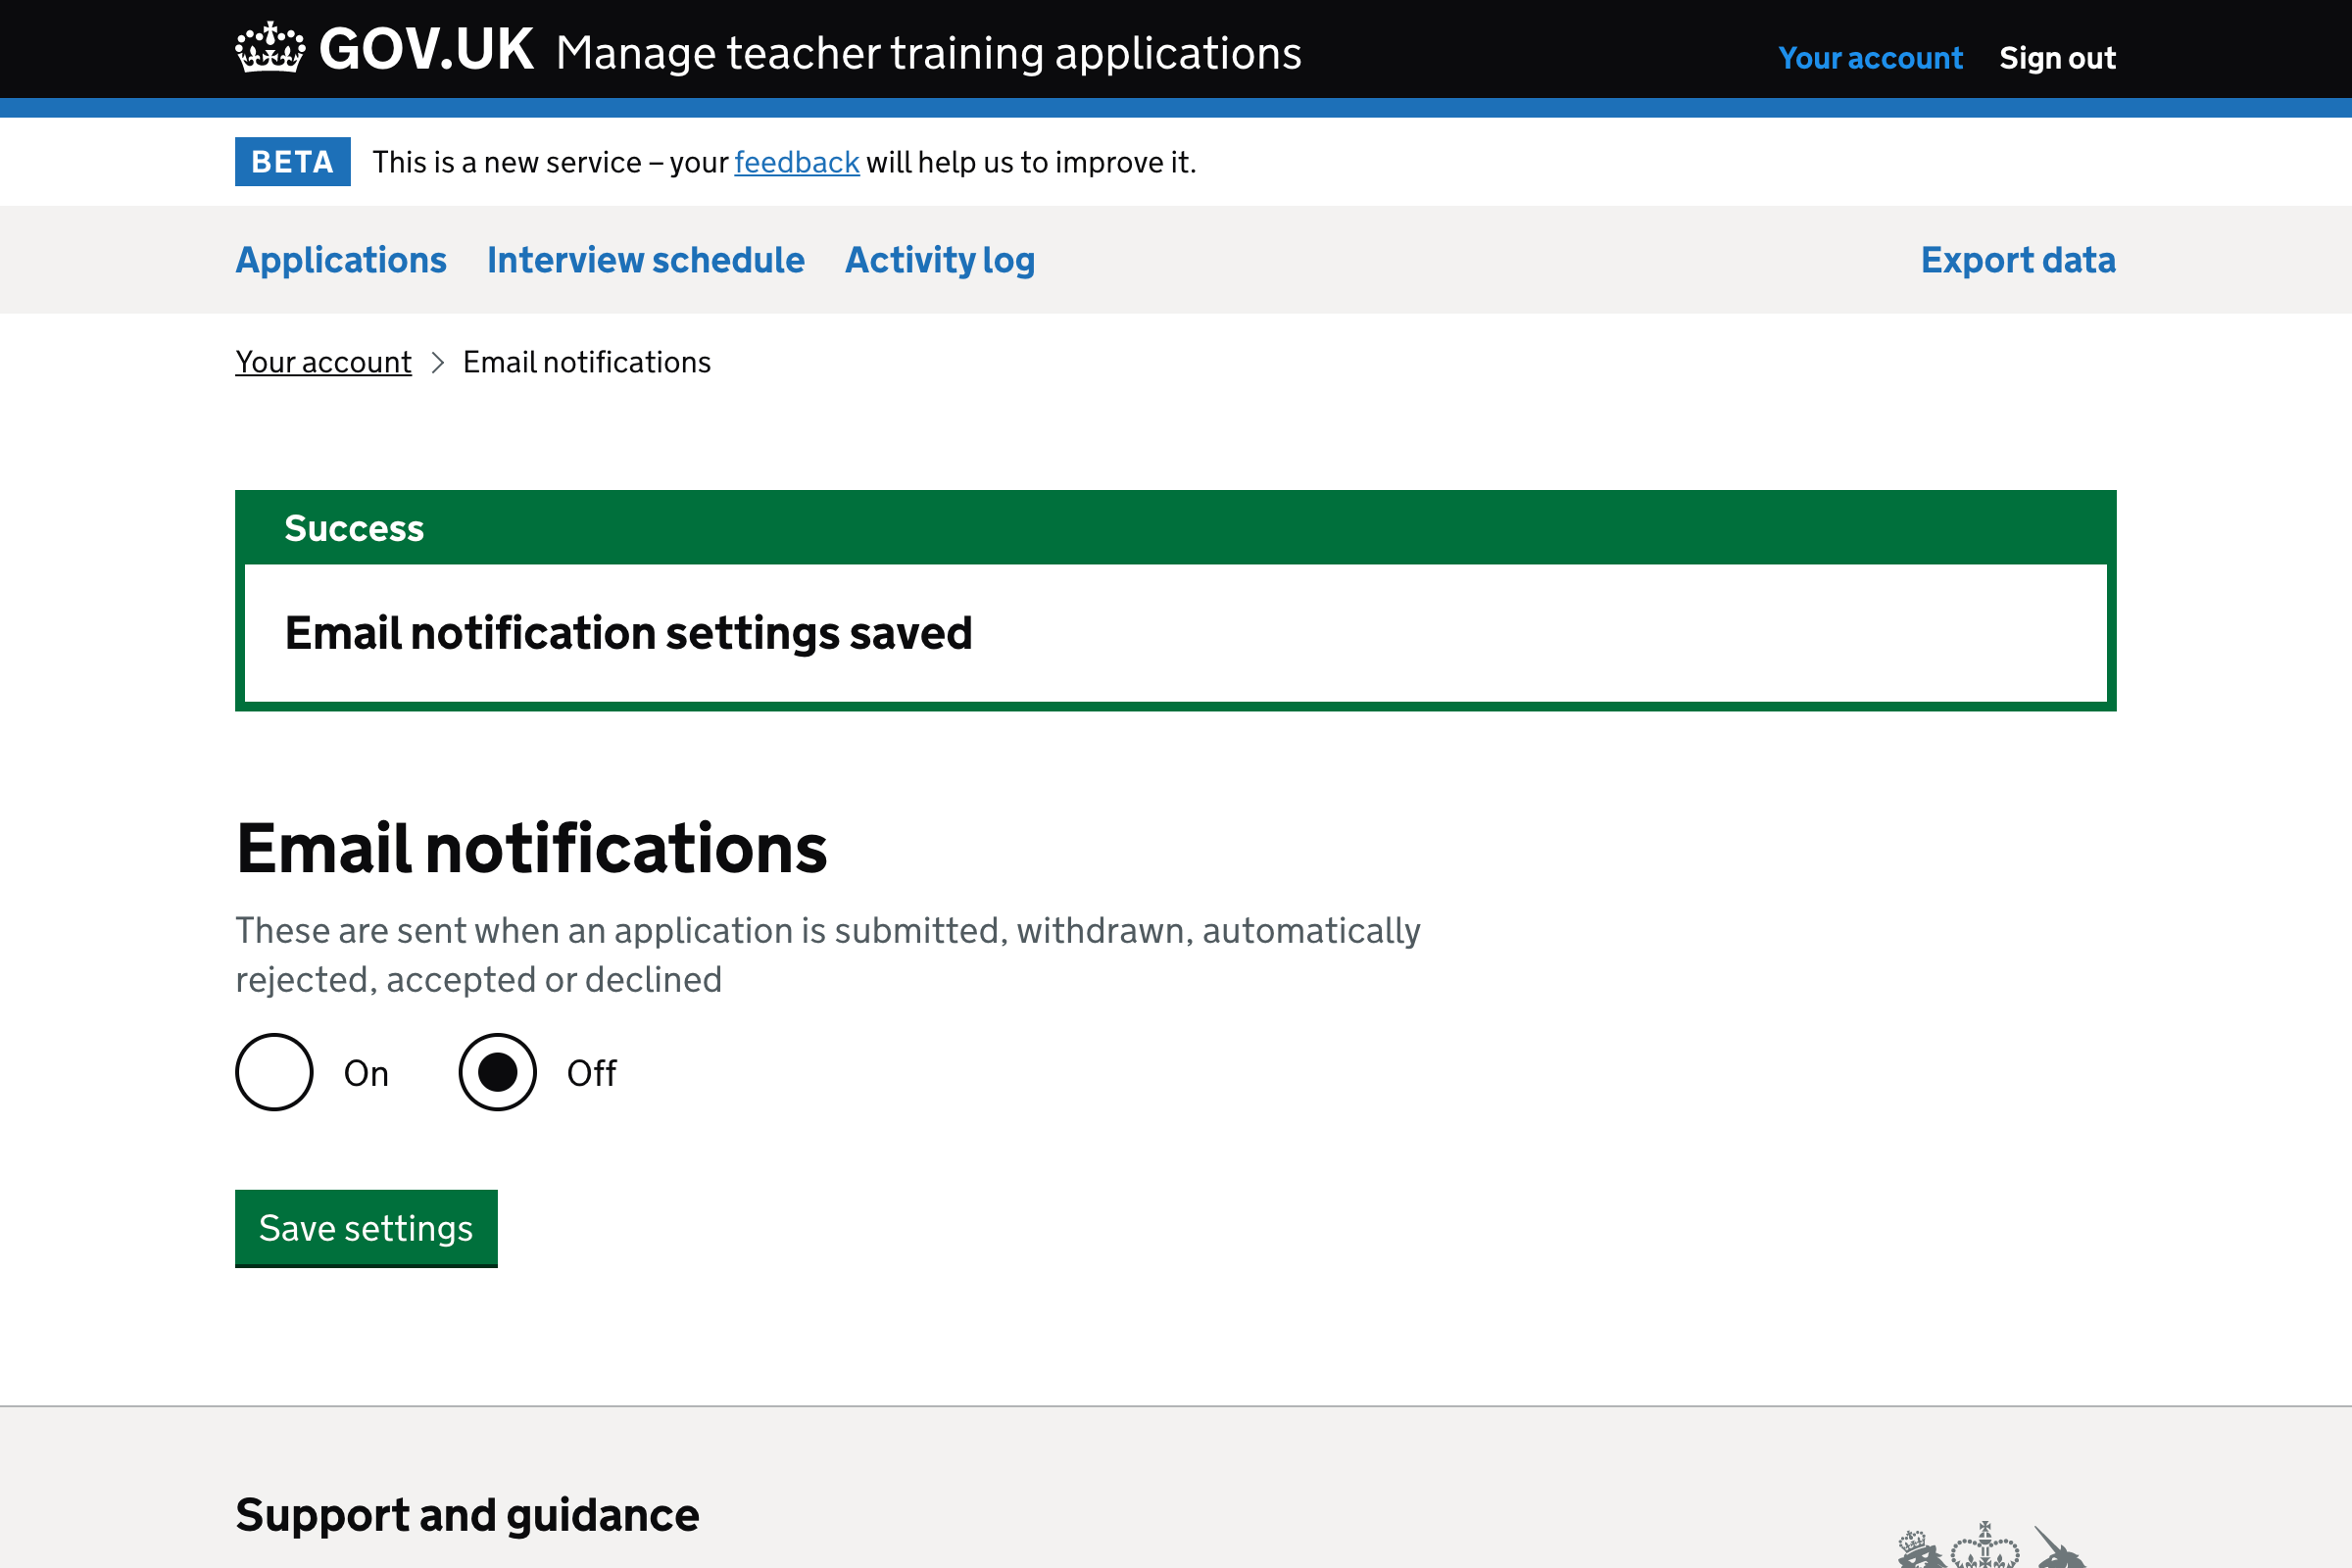 GOV.UK Manage teacher training applications
Your account Sign out
BETA This is a new service – your feedback will help us to improve it.
Applications Interview schedule Activity log Export data
Your account > Email notifications
Success
Email notification settings saved
Email notifications
These are sent when an application is submitted, withdrawn, automatically
rejected, accepted or declined
On Off
Save settings
Support and guidance